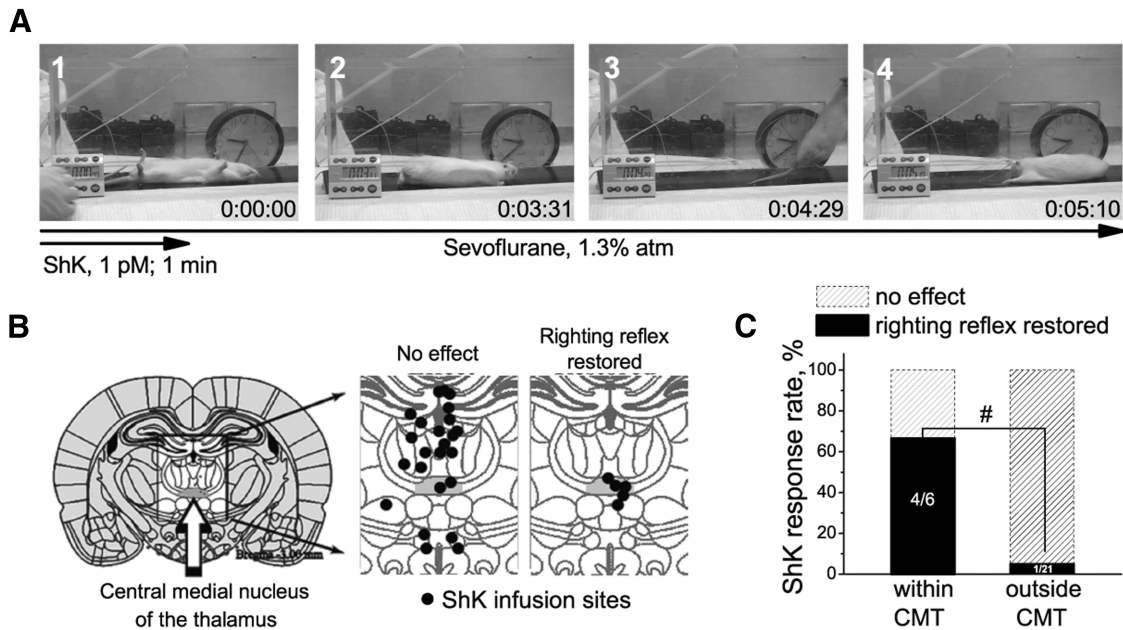 A
1
2
3
4
0:00:00
0:03:31
0:04:29
0:05:10
Sevoflurane, 1.3% atm
ShK, 1 pM; 1 min
B
No effect
Righting reflex
restored
Bregma -3.00 mm
Central medial nucleus
of the thalamus
ShK infusion sites
C
no effect
righting reflex restored
ShK response rate, %
100
80
60
40
20
0
#
4/6
1/21
within
CMT
outside
CMT